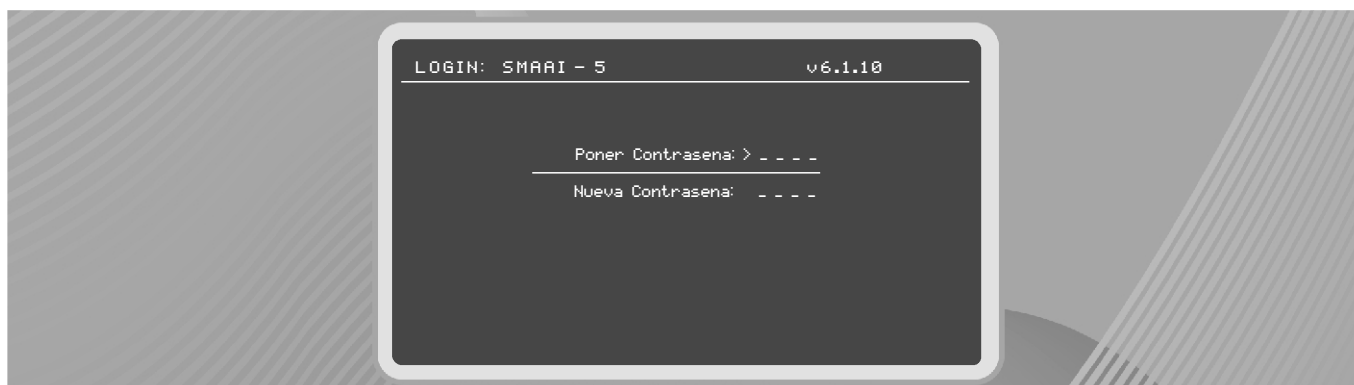 LOGIN: SMAAI - 5 v6.1.10
Poner Contrasena: > _ _ _ _
Nueva Contrasena: _ _ _ _